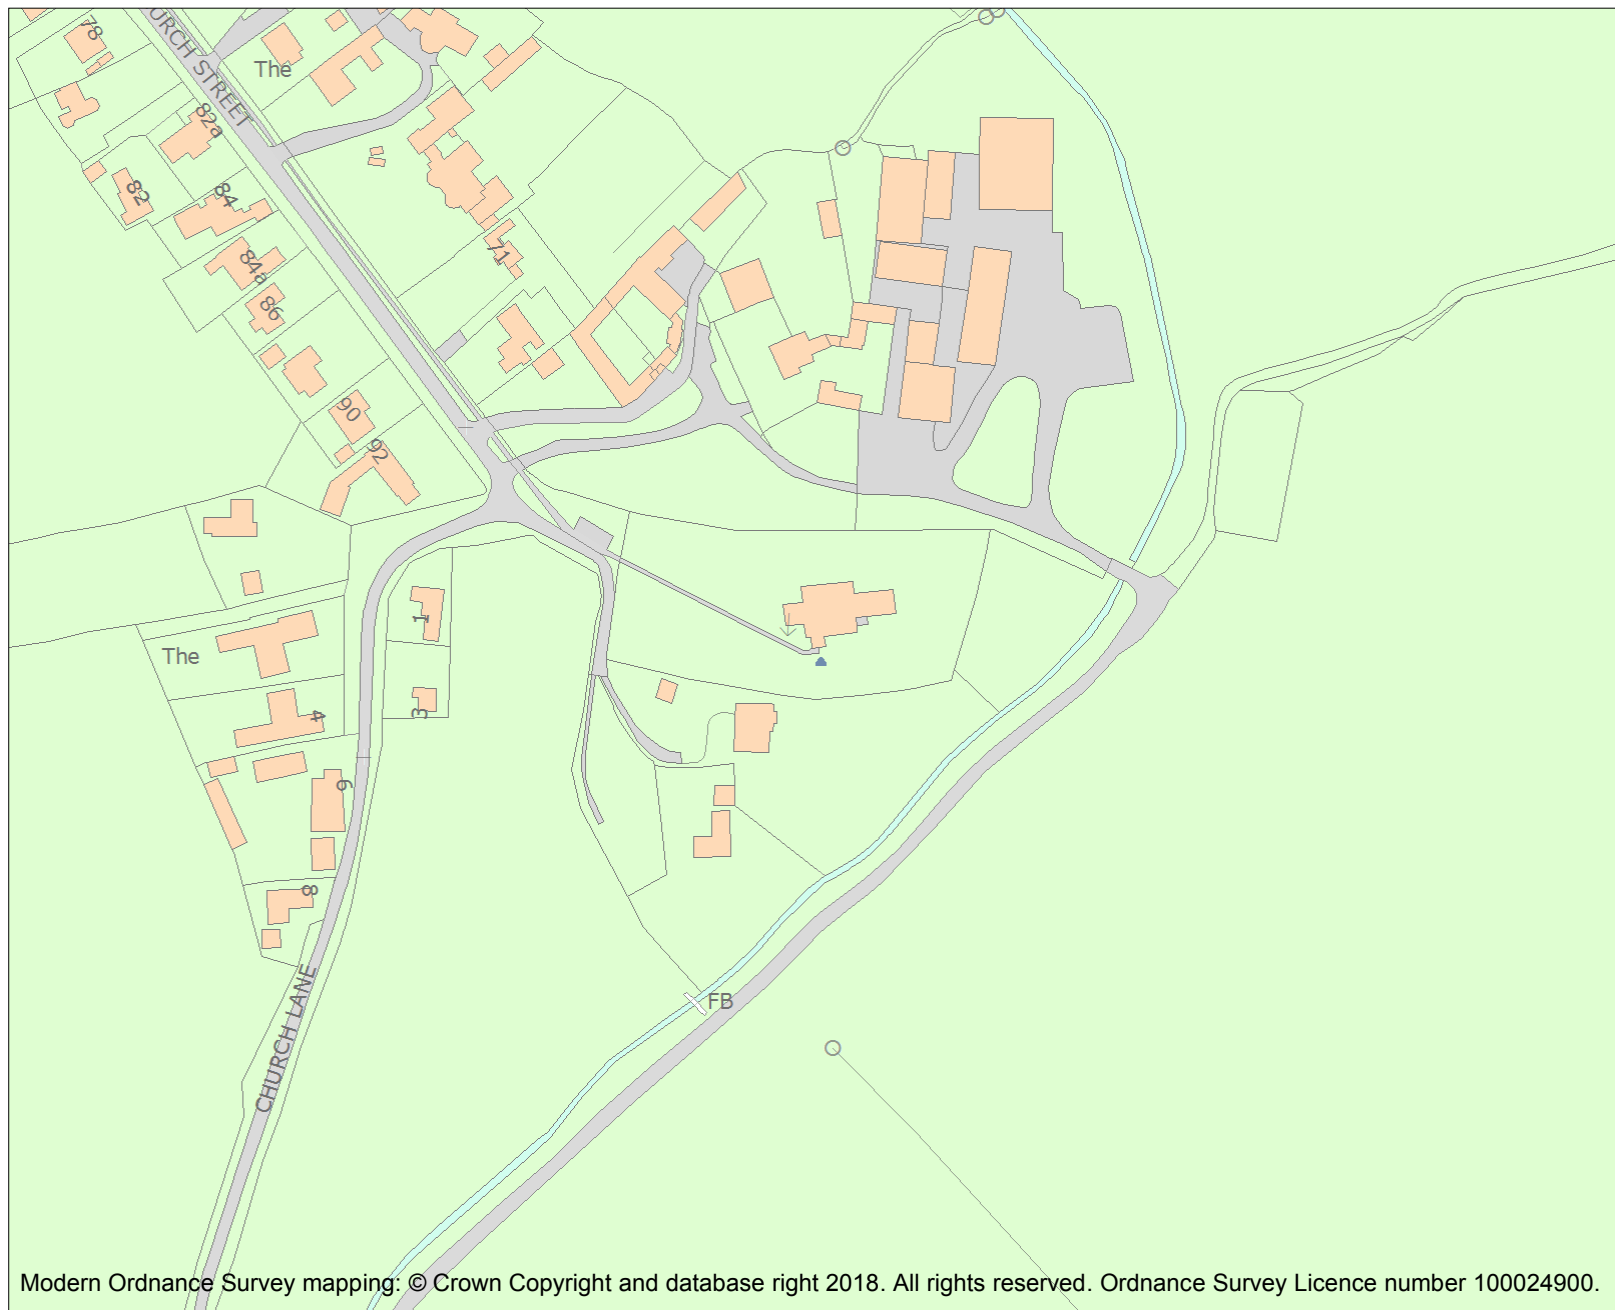 78
URCH STREET
The
82a
82
84
71
84a
86
90
92
1
The
3
4
6
8
CHURCH LANE
FB
Modern Ordnance Survey mapping: © Crown Copyright and database right 2018. All rights reserved. Ordnance Survey Licence number 100024900.